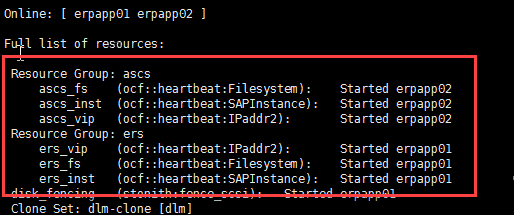 Online: [ erpapp01 erpapp02 ]
Full list of resources:
Resource Group: ascs
ascs_fs (ocf::heartbeat:Filesystem): Started erpapp02
ascs_inst (ocf::heartbeat:SAPInstance): Started erpapp02
ascs_vip (ocf::heartbeat:IPaddr2): Started erpapp02
Resource Group: ers
ers_vip (ocf::heartbeat:IPaddr2): Started erpapp01
ers_fs (ocf::heartbeat:Filesystem): Started erpapp01
ers_inst (ocf::heartbeat:SAPInstance): Started erpapp01
disk_fencing (stonith:fence_scsi): Started erpapp01
Clone Set: dlm-clone [dlm]